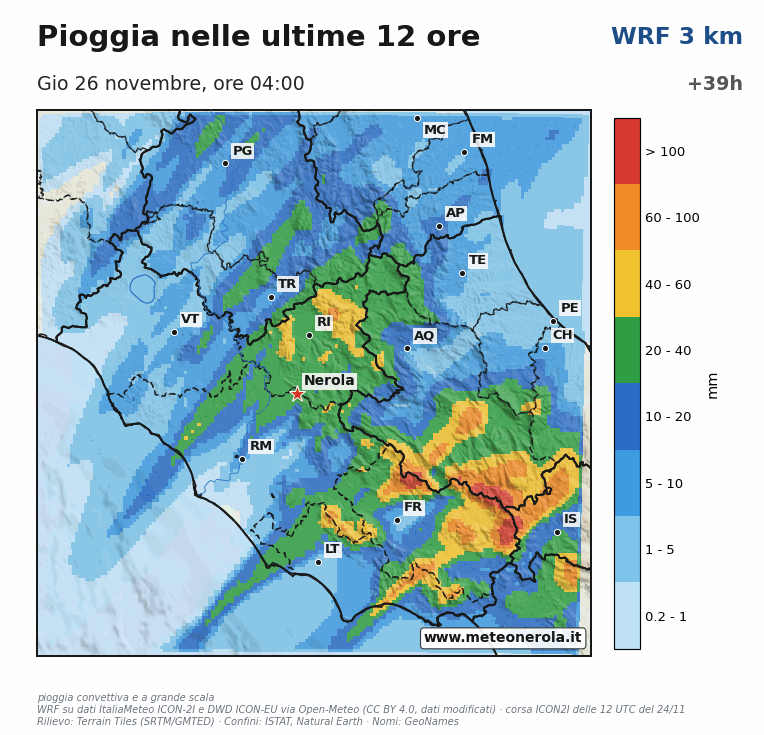 Pioggia nelle ultime 12 ore
WRF 3 km
Gio 26 novembre, ore 04:00
+39h
MC
FM
PG
AP
TE
TR
PE
VT
RI
CH
AQ
Nerola
RM
FR
IS
LT
www.meteonerola.it
> 100
60 - 100
40 - 60
20 - 40
10 - 20
5 - 10
1 - 5
0.2 - 1
mm
pioggia convettiva e a grande scala
WRF su dati ItaliaMeteo ICON-2I e DWD ICON-EU via Open-Meteo (CC BY 4.0, dati modificati) · corsa ICON2I delle 12 UTC del 24/11
Rilievo: Terrain Tiles (SRTM/GMTED) · Confini: ISTAT, Natural Earth · Nomi: GeoNames